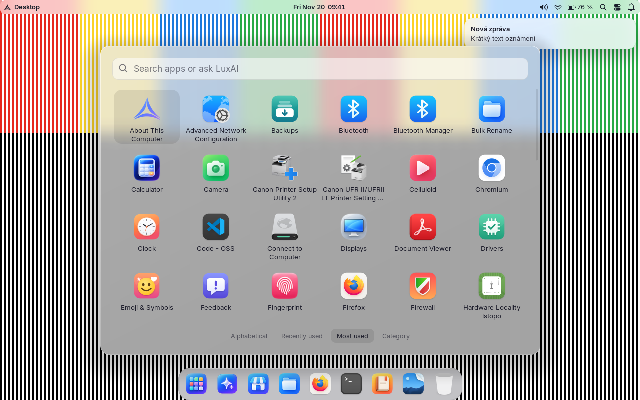 Desktop
Fri Nov 20 09:41
76 %
Nová zpráva
Krátký text oznámení
Search apps or ask LuxAI
About This Computer
Advanced Network Configuration
Backups
Bluetooth
Bluetooth Manager
Bulk Rename
Calculator
Camera
Canon Printer Setup Utility 2
Canon UFR II/UFRII LT Printer Setting ...
Celluloid
Chromium
Clock
Code - OSS
Connect to Computer
Displays
Document Viewer
Drivers
Emoji & Symbols
Feedback
Fingerprint
Firefox
Firewall
Hardware Locality lstopo
Alphabetical
Recently used
Most used
Category